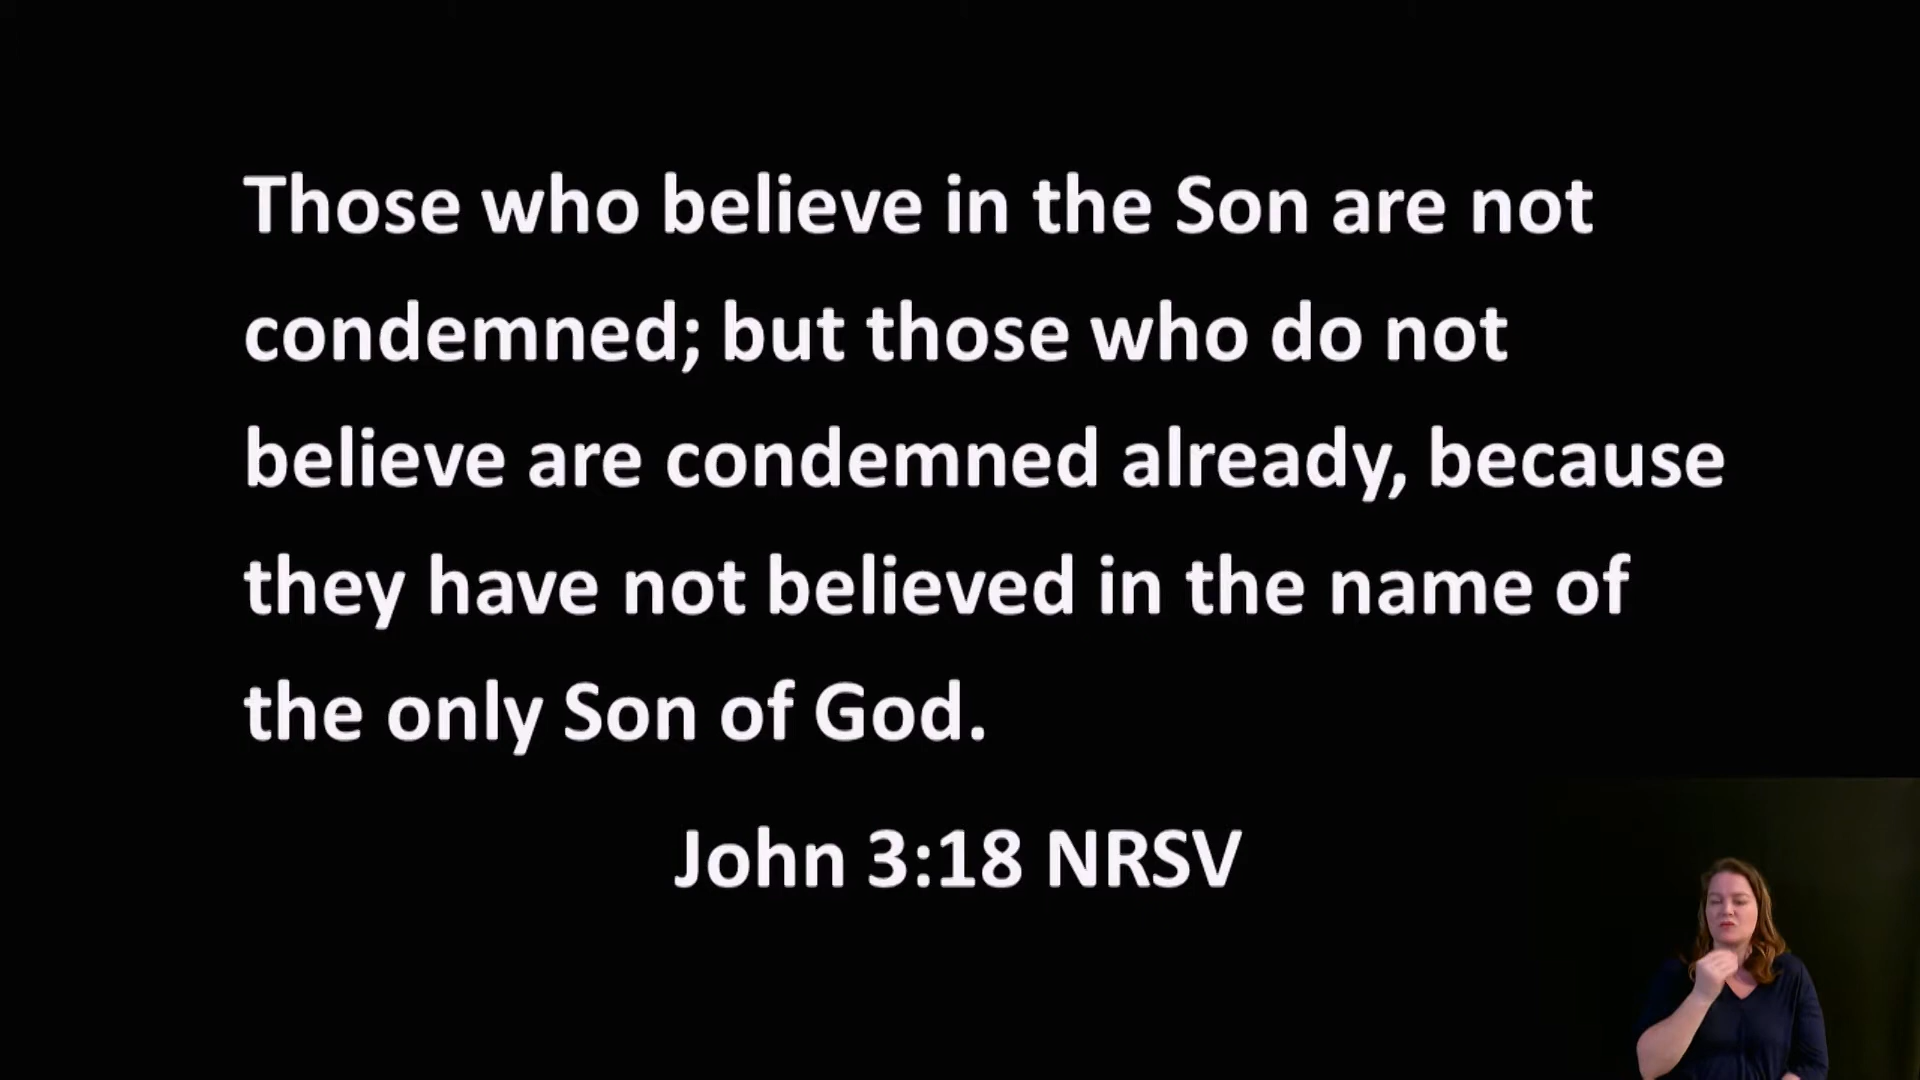 Those who believe in the Son are not
condemned; but those who do not
believe are condemned already, because
they have not believed in the name of
the only Son of God.
John 3:18 NRSV